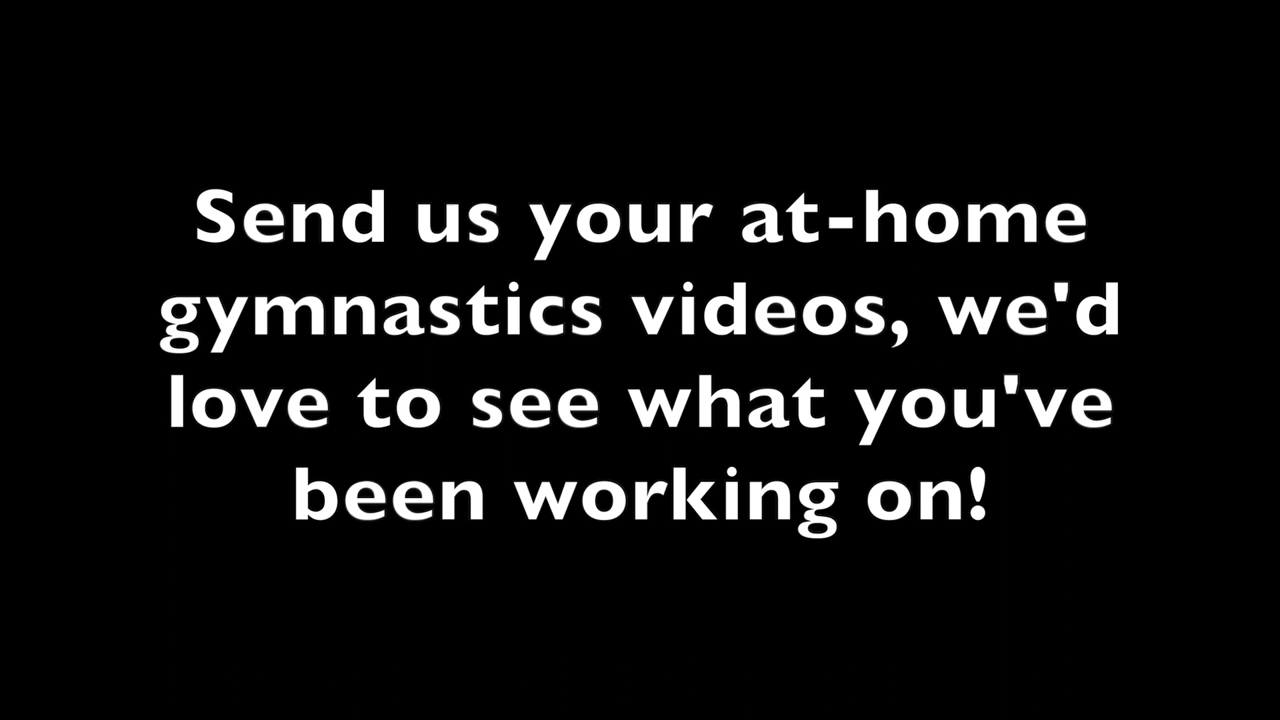 Send us your at-home
gymnastics videos, we'd
love to see what you've
been working on!